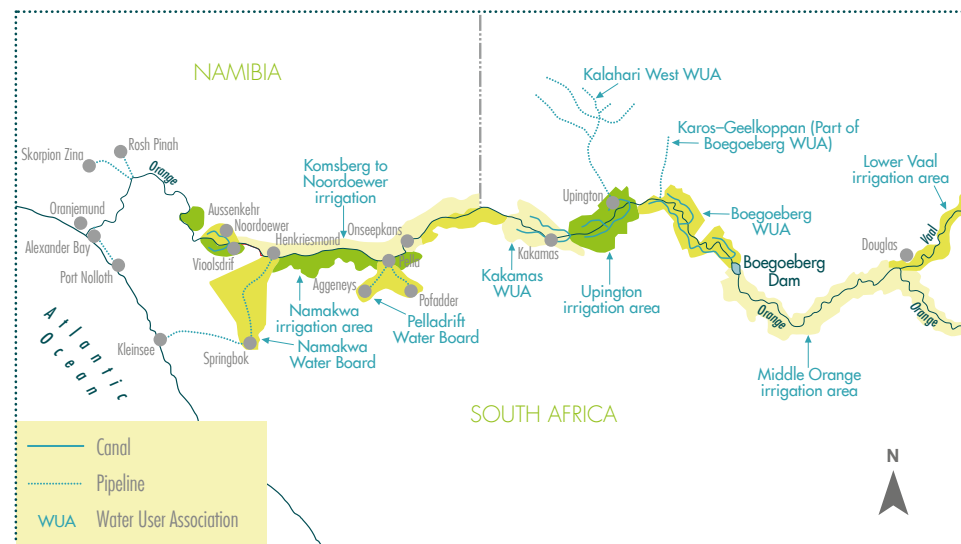 NAMIBIA
Kalahari West WUA
Karos–Geelkoppan (Part of
Boegoeberg WUA)
Lower Vaal
irrigation area
Skorpion Zina
Rosh Pinah
Orange
Komsberg to
Noordoewer
irrigation
Upington
Oranjemund
Aussenkehr
Noordoewer
Henkriesmond
Onseepkans
Boegoeberg
WUA
Vaal
Douglas
Alexander Bay
Vioolsdrif
Pella
Kakamas
Port Nolloth
Aggeneys
Pofadder
Kakamas
WUA
Upington
irrigation area
Boegoeberg
Dam
Namakwa
irrigation area
Pelladrift
Water Board
Orange
Orange
Atlantic
Ocean
Kleinsee
Springbok
Namakwa
Water Board
Middle Orange
irrigation area
SOUTH AFRICA
Canal
Pipeline
WUA Water User Association
N